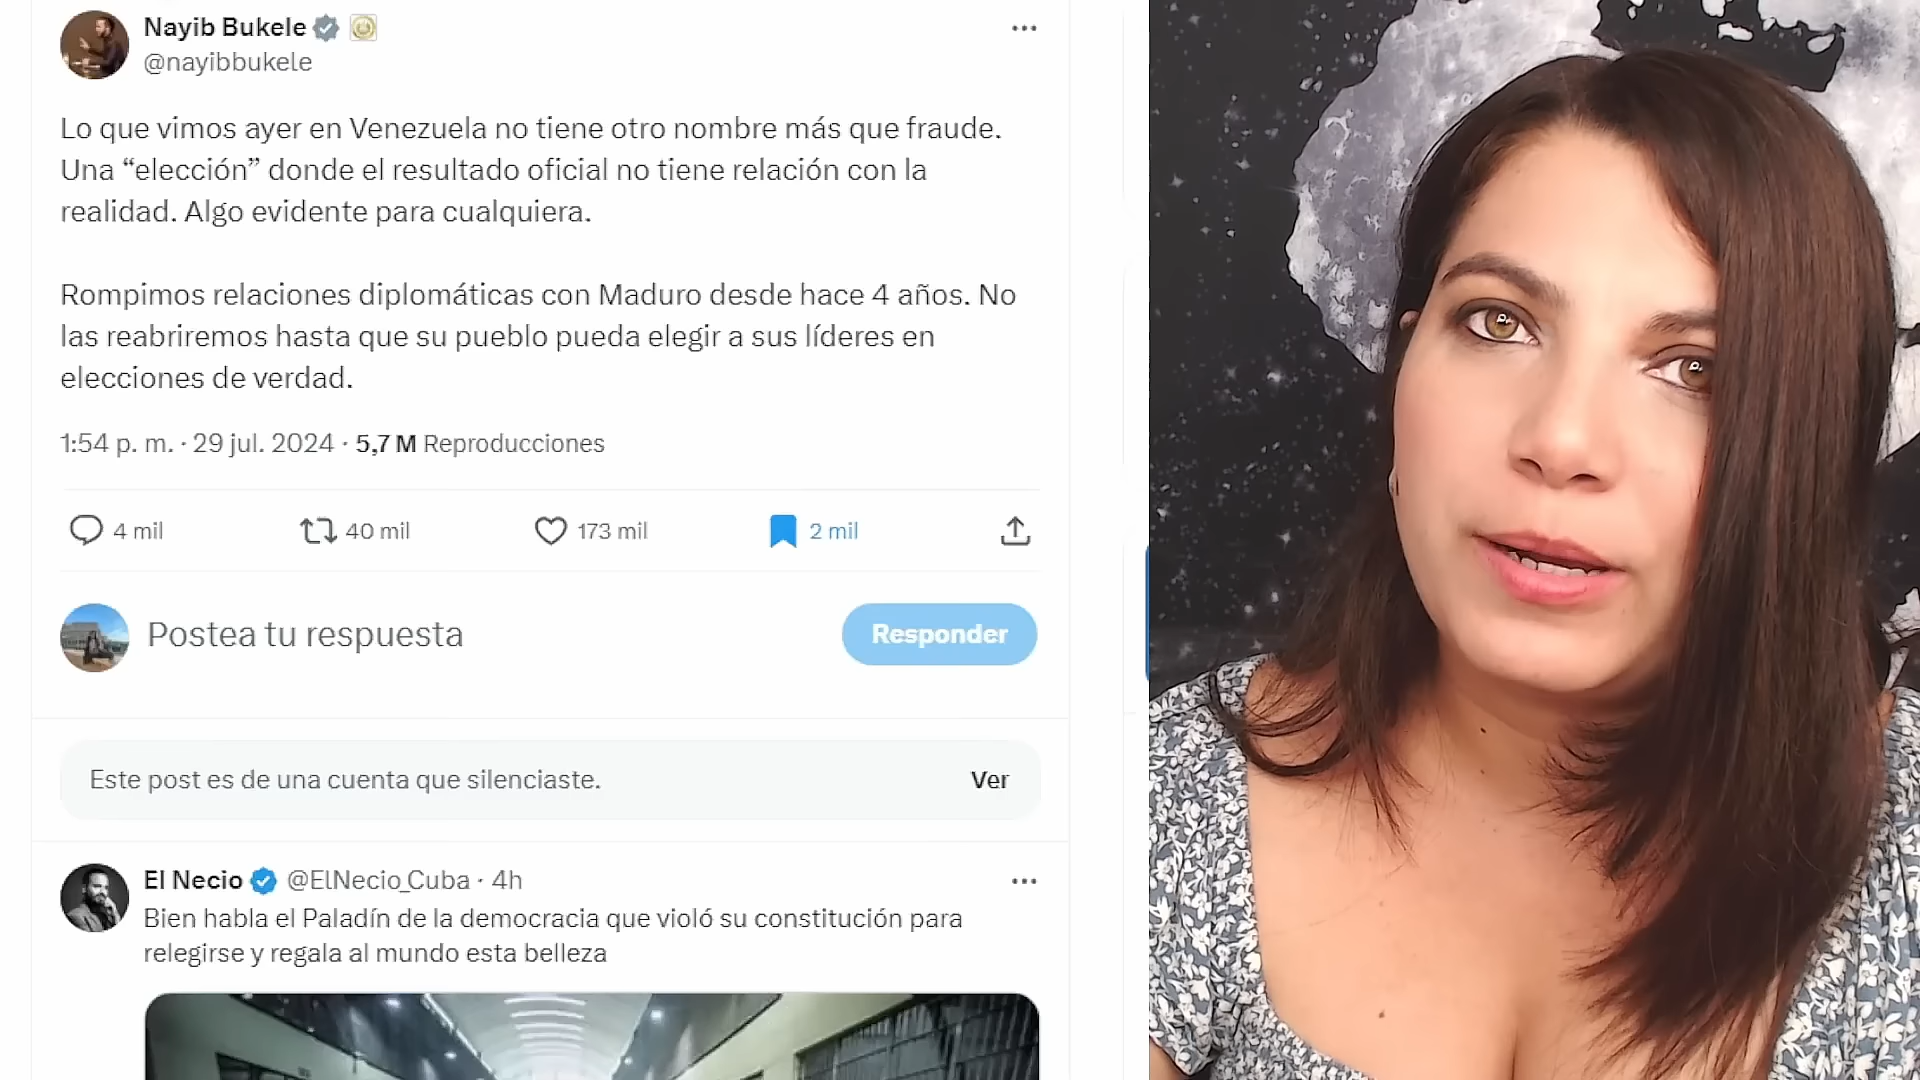 Nayib Bukele
@nayibbukele
Lo que vimos ayer en Venezuela no tiene otro nombre más que fraude.
Una “elección” donde el resultado oficial no tiene relación con la
realidad. Algo evidente para cualquiera.
Rompimos relaciones diplomáticas con Maduro desde hace 4 años. No
las reabriremos hasta que su pueblo pueda elegir a sus líderes en
elecciones de verdad.
1:54 p. m. · 29 jul. 2024 · 5,7 M Reproducciones
4 mil 40 mil 173 mil 2 mil
Postea tu respuesta Responder
Este post es de una cuenta que silenciaste. Ver
El Necio @ElNecio_Cuba · 4h
Bien habla el Paladín de la democracia que violó su constitución para
relegirse y regala al mundo esta belleza